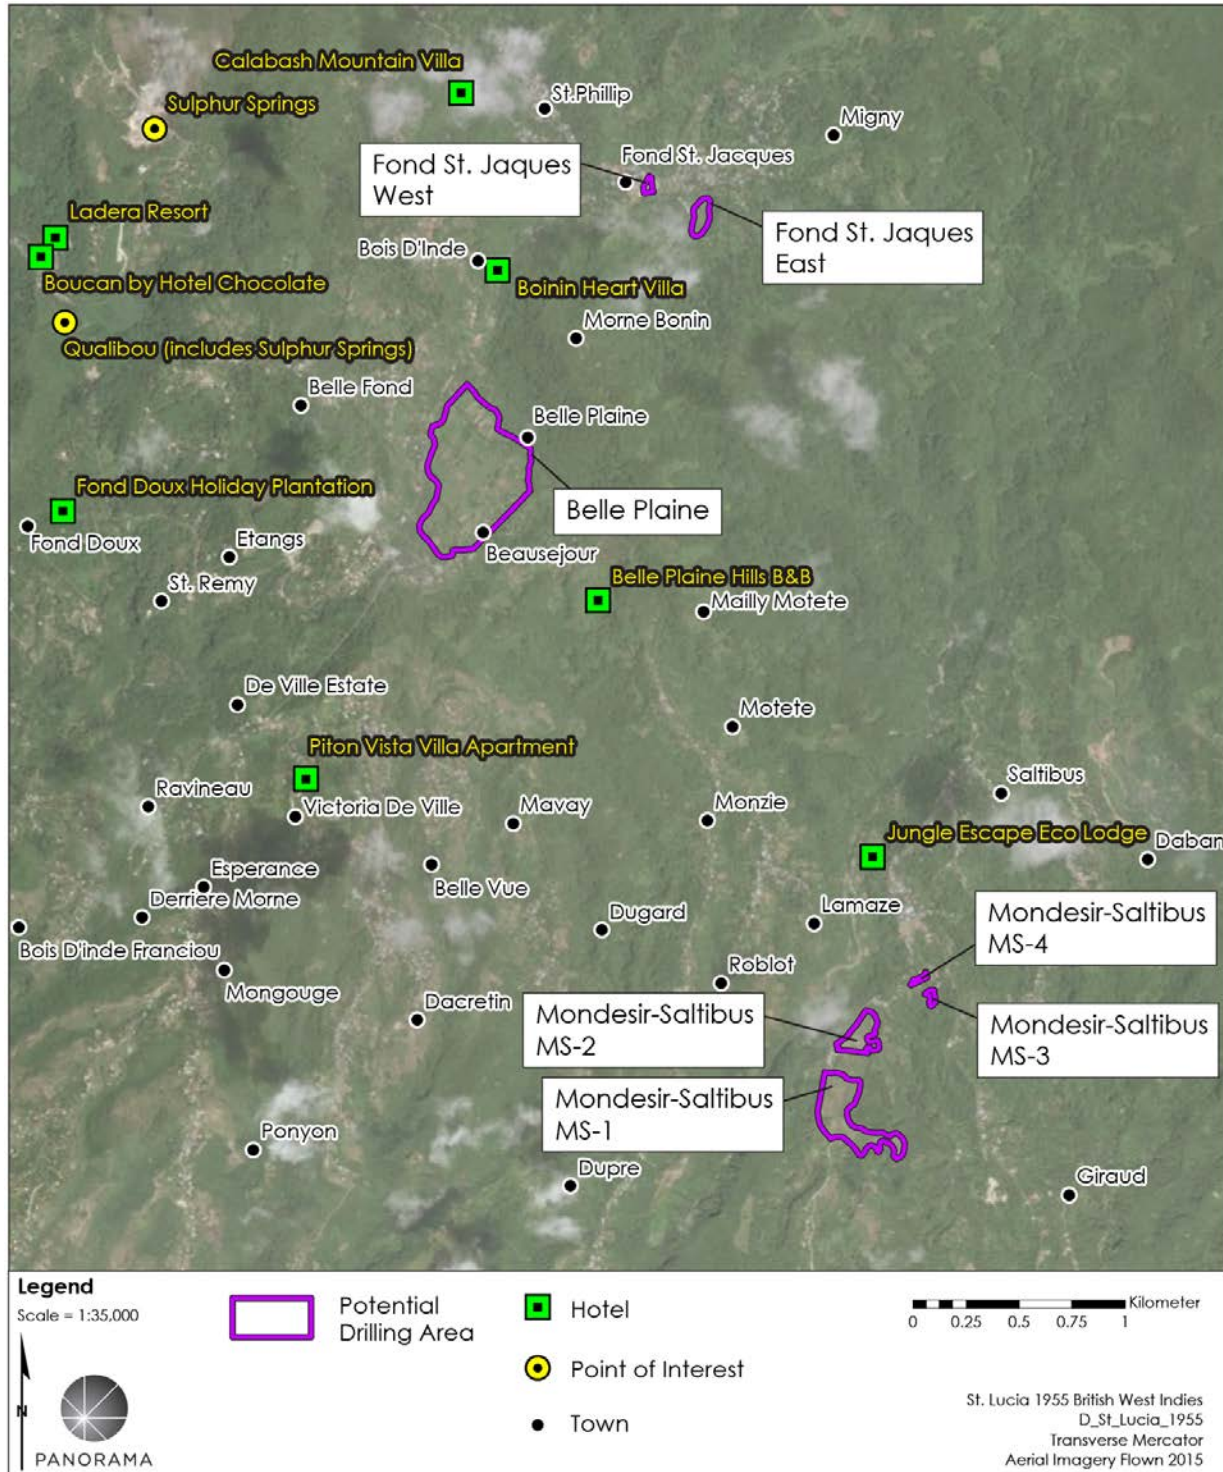 Calabash Mountain Villa
St.Phillip
Sulphur Springs
Migny
Fond St. Jaques
West
Fond St. Jacques
Ladera Resort
Fond St. Jaques
East
Bois D'Inde
Boucan by Hotel Chocolate
Boinin Heart Villa
Morne Bonin
Qualibou (includes Sulphur Springs)
Belle Fond
Belle Plaine
Fond Doux Holiday Plantation
Belle Plaine
Fond Doux
Etangs
Beausejour
St. Remy
Belle Plaine Hills B&B
Mailly Motete
De Ville Estate
Motete
Piton Vista Villa Apartment
Saltibus
Ravineau
Victoria De Ville
Mavay
Monzie
Jungle Escape Eco Lodge
Daban
Esperance
Belle Vue
Derriere Morne
Dugard
Lamaze
Mondesir-Saltibus
MS-4
Bois D'inde Franciou
Roblot
Mongouge
Dacretin
Mondesir-Saltibus
MS-2
Mondesir-Saltibus
MS-3
Mondesir-Saltibus
MS-1
Ponyon
Dupre
Giraud
Legend
Scale = 1:35,000
N
PANORAMA
Potential
Drilling Area
Hotel
Point of Interest
Town
Kilometer
0 0.25 0.5 0.75 1
St. Lucia 1955 British West Indies
D_St_Lucia_1955
Transverse Mercator
Aerial Imagery Flown 2015